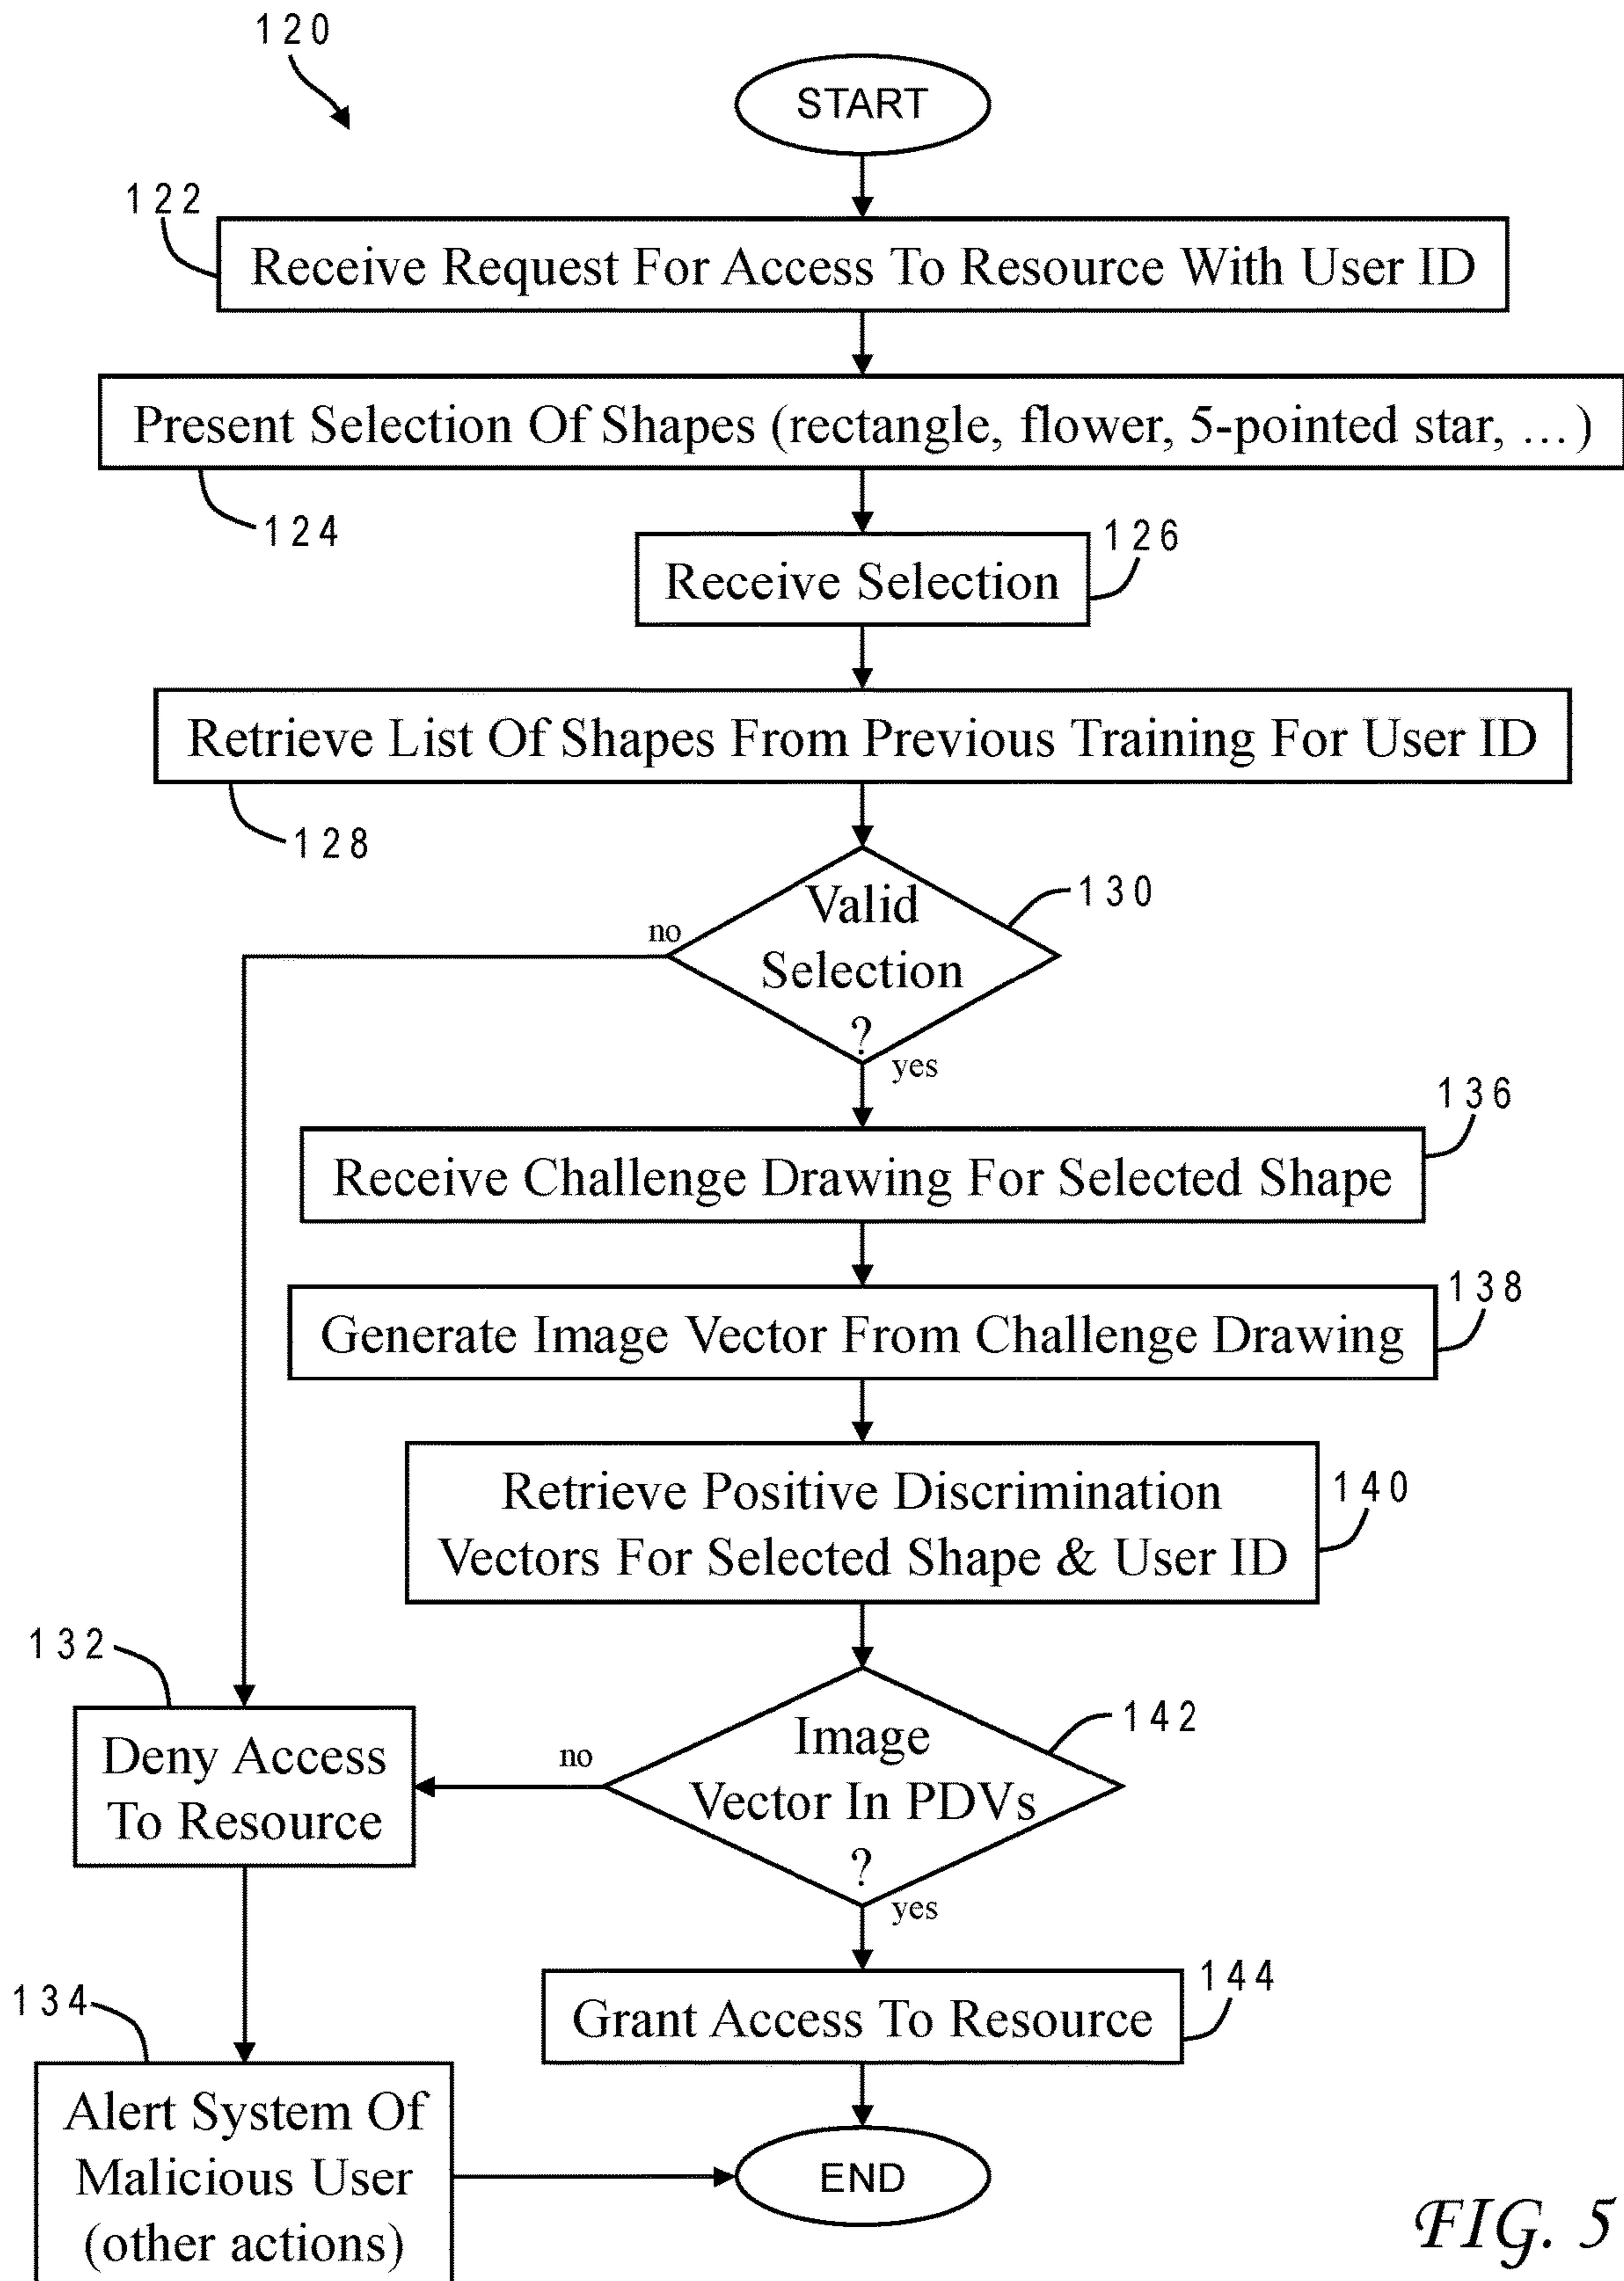 120
START
122
Receive Request For Access To Resource With User ID
Present Selection Of Shapes (rectangle, flower, 5-pointed star, ...)
124
126
Receive Selection
Retrieve List Of Shapes From Previous Training For User ID
128
130
Valid
Selection
?
no
yes
136
Receive Challenge Drawing For Selected Shape
138
Generate Image Vector From Challenge Drawing
Retrieve Positive Discrimination
Vectors For Selected Shape & User ID
140
132
Deny Access
To Resource
142
Image
Vector In PDVs
?
no
yes
144
Grant Access To Resource
134
Alert System Of
Malicious User
(other actions)
END
FIG. 5